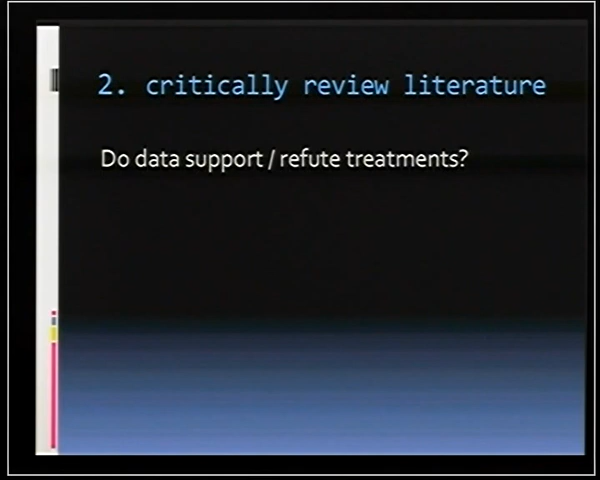 2. critically review literature
Do data support / refute treatments?